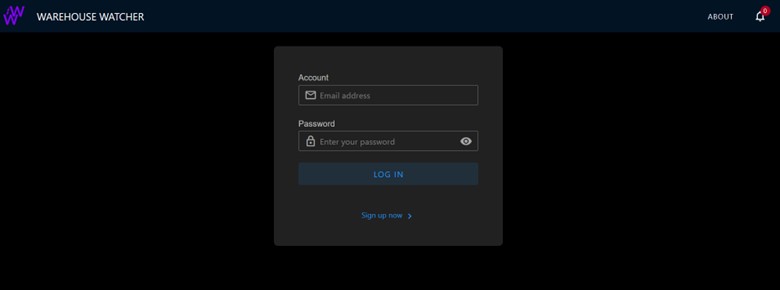 WAREHOUSE WATCHER
ABOUT
0
Account
Email address
Password
Enter your password
LOG IN
Sign up now